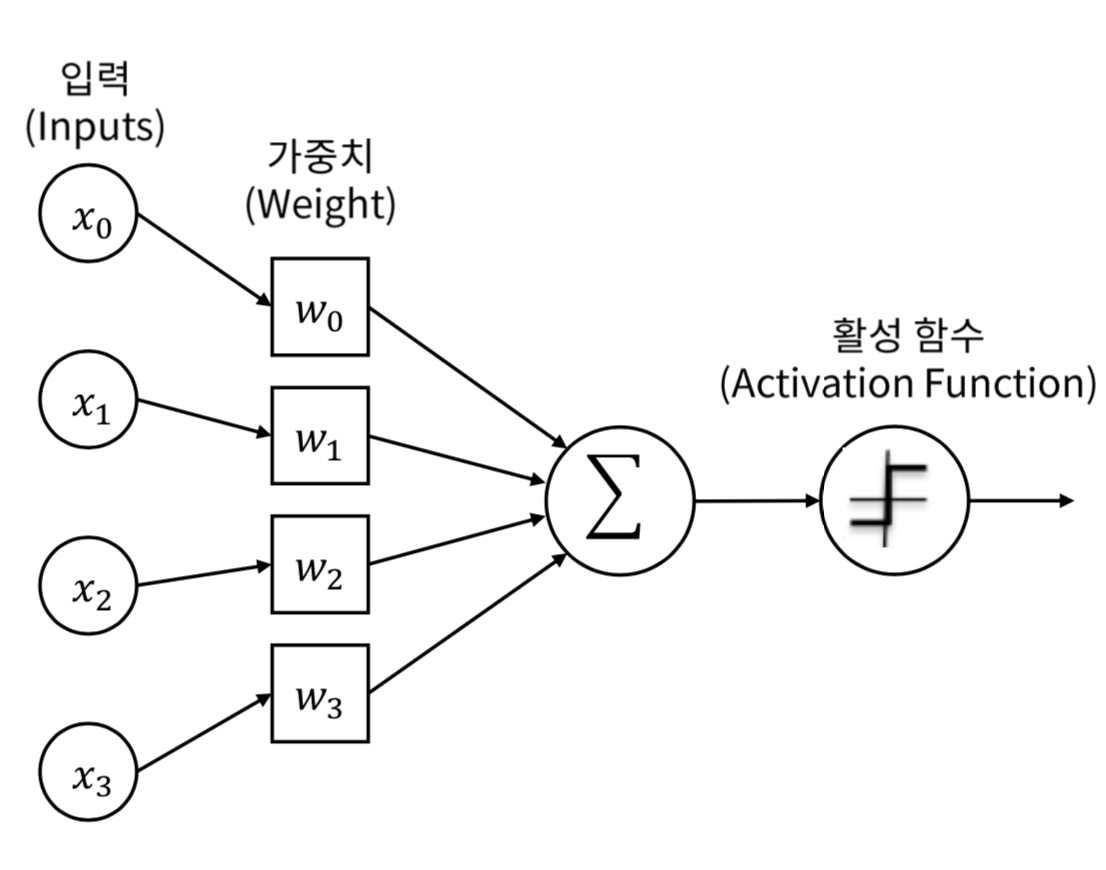 입력
(Inputs)
가중치
(Weight)
x₀
w₀
x₁
w₁
활성 함수
(Activation Function)
∑
x₂
w₂
x₃
w₃